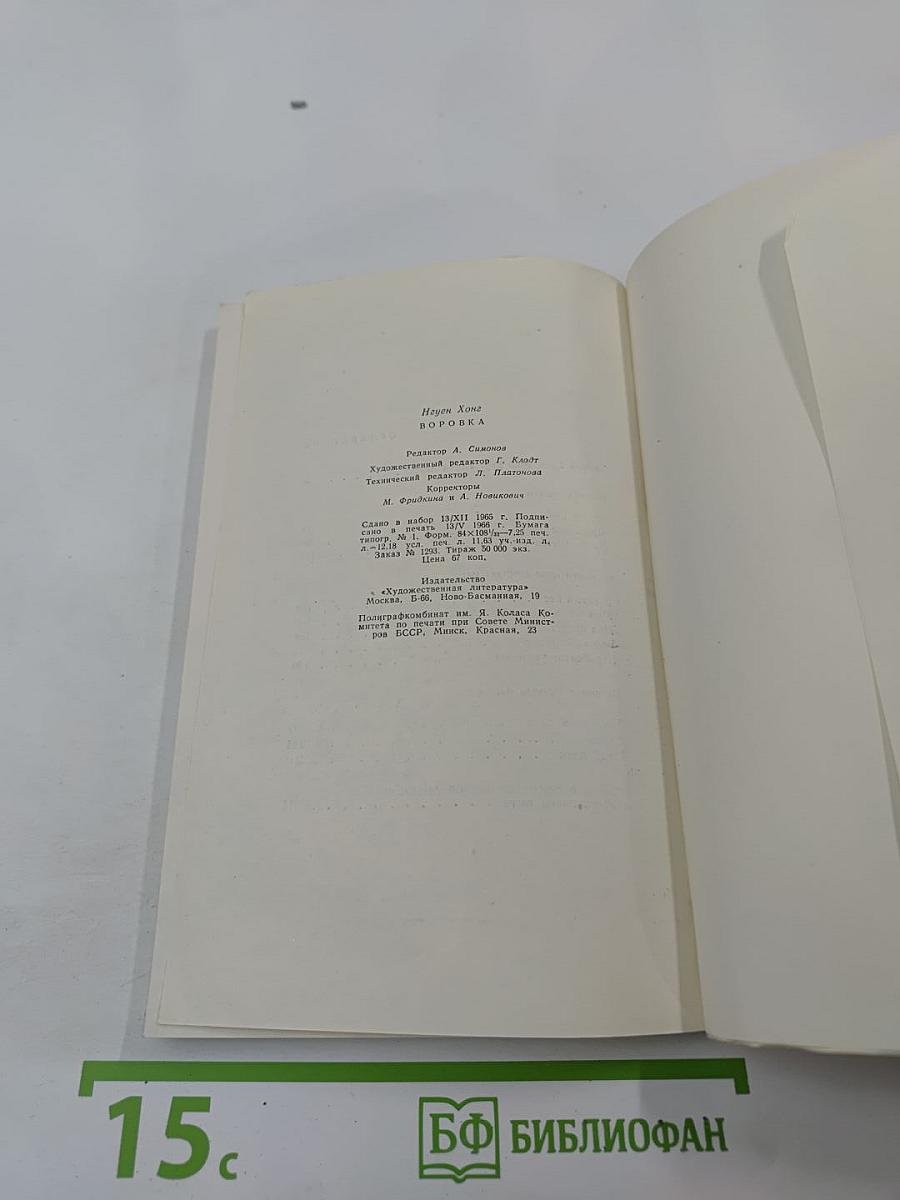 Нгуен Хонг
ВОРОВКА
Редактор А. Симонов
Художественный редактор Г. Клодт
Технический редактор Л. Платонова
Корректоры
М. Фридкина и А. Новикович
Сдано в набор 13/XII 1965 г. Подпи-
сано в печать 13/V 1966 г. Бумага
типогр. № 1. Форм. 84×108¹/₃₂—7,25 печ.
л.=12,18 усл. печ. л. 11,63 уч.-изд. л.
Заказ № 1293. Тираж 50 000 экз.
Цена 67 коп.
Издательство
«Художественная литература»
Москва, Б-66, Ново-Басманная, 19
Полиграфкомбинат им. Я. Коласа Ко-
митета по печати при Совете Минист-
ров БССР, Минск, Красная, 23
15 с
БФ БИБЛИОФАН